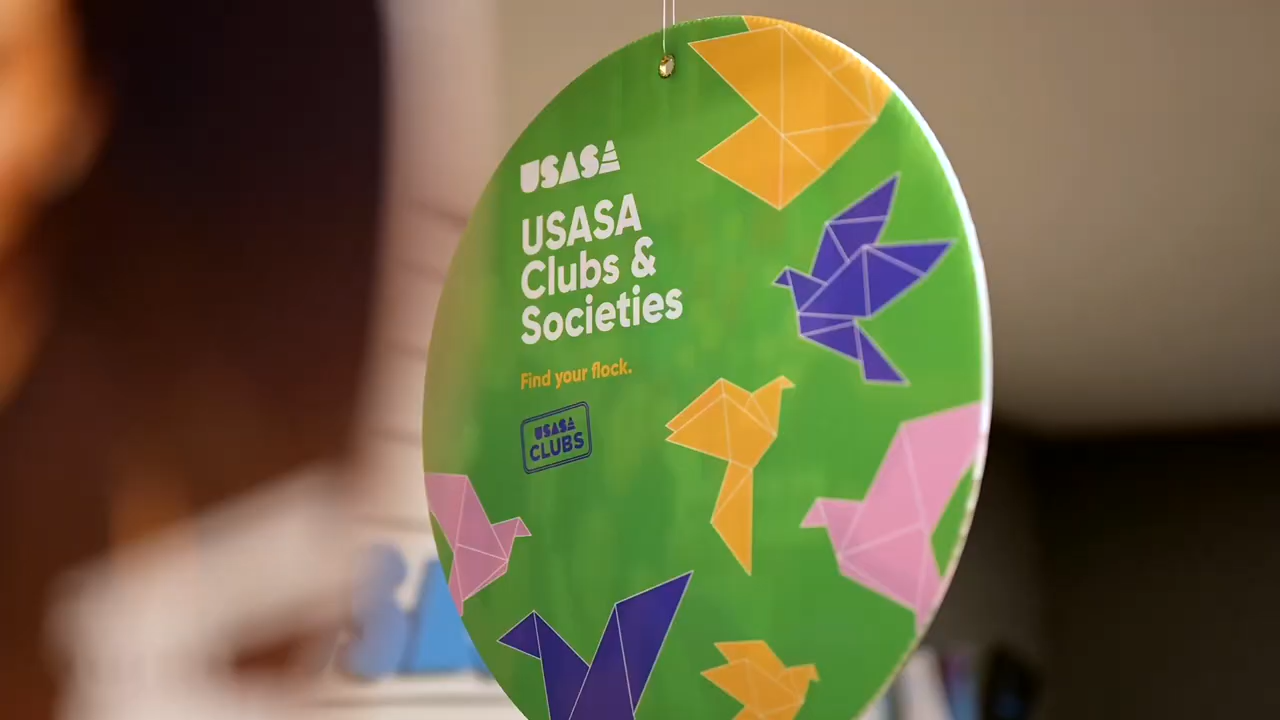 USASA
USASA
Clubs &
Societies
Find your flock.
USASA
CLUBS